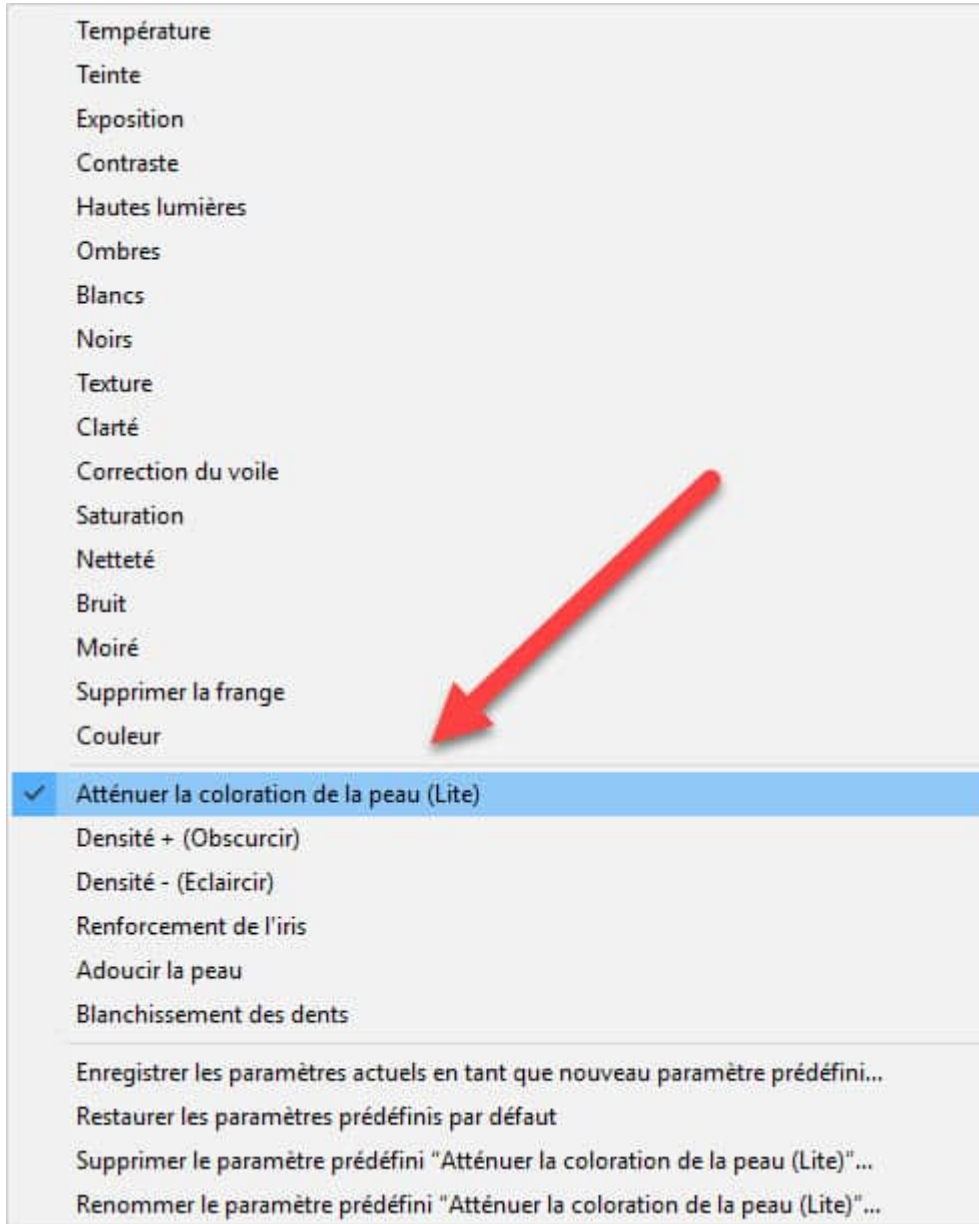 Température
Teinte
Exposition
Contraste
Hautes lumières
Ombres
Blancs
Noirs
Texture
Clarté
Correction du voile
Saturation
Netteté
Bruit
Moiré
Supprimer la frange
Couleur
Atténuer la coloration de la peau (Lite)
Densité + (Obscurcir)
Densité - (Eclaircir)
Renforcement de l'iris
Adoucir la peau
Blanchissement des dents
Enregistrer les paramètres actuels en tant que nouveau paramètre prédéfini...
Restaurer les paramètres prédéfinis par défaut
Supprimer le paramètre prédéfini "Atténuer la coloration de la peau (Lite)"...
Renommer le paramètre prédéfini "Atténuer la coloration de la peau (Lite)"...